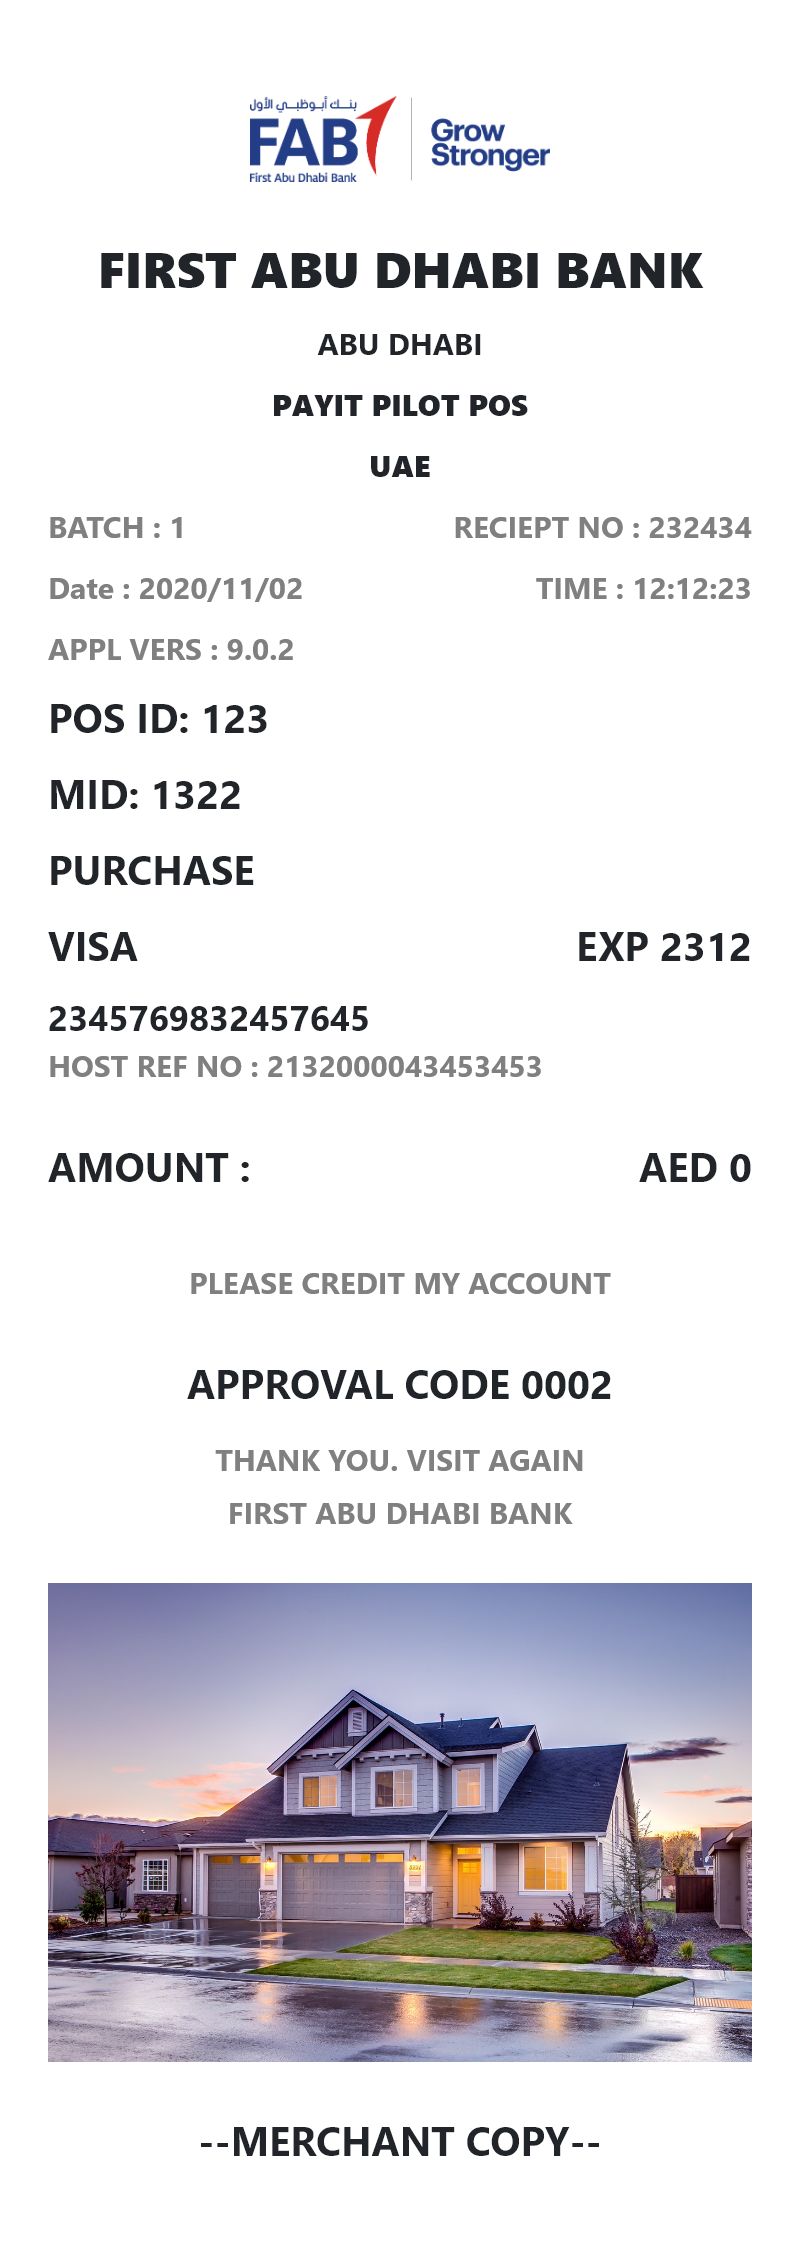 بنك أبوظبي الأول
FAB
First Abu Dhabi Bank
Grow
Stronger
FIRST ABU DHABI BANK
ABU DHABI
PAYIT PILOT POS
UAE
BATCH : 1 RECIEPT NO : 232434
Date : 2020/11/02 TIME : 12:12:23
APPL VERS : 9.0.2
POS ID: 123
MID: 1322
PURCHASE
VISA EXP 2312
2345769832457645
HOST REF NO : 2132000043453453
AMOUNT : AED 0
PLEASE CREDIT MY ACCOUNT
APPROVAL CODE 0002
THANK YOU. VISIT AGAIN
FIRST ABU DHABI BANK
--MERCHANT COPY--